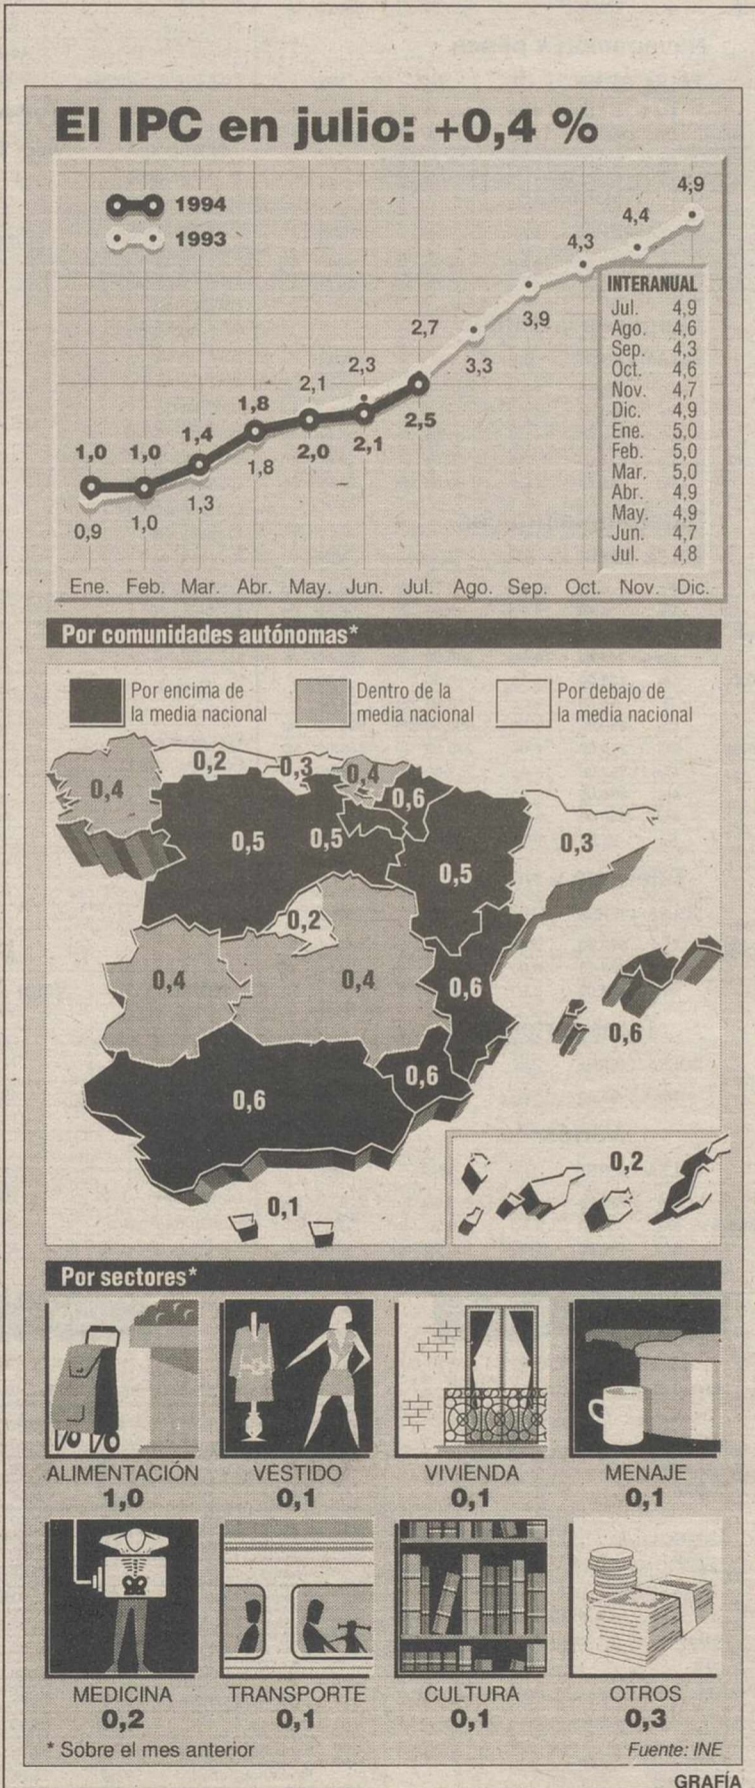 El IPC en julio: +0,4 %
1994
1993
4,9
4,4
4,3
3,9
3,3
2,7
2,3
2,1
1,8
1,4
1,0 1,0
2,5
2,1
2,0
1,8
1,3
1,0
0,9
INTERANUAL
Jul. 4,9
Ago. 4,6
Sep. 4,3
Oct. 4,6
Nov. 4,7
Dic. 4,9
Ene. 5,0
Feb. 5,0
Mar. 5,0
Abr. 4,9
May. 4,9
Jun. 4,7
Jul. 4,8
Ene. Feb. Mar. Abr. May. Jun. Jul. Ago. Sep. Oct. Nov. Dic.
Por comunidades autónomas*
Por encima de
la media nacional
Dentro de la
media nacional
Por debajo de
la media nacional
0,4
0,2
0,3
0,4
0,6
0,5
0,5
0,5
0,3
0,2
0,4
0,4
0,6
0,6
0,6
0,6
0,2
0,1
Por sectores*
ALIMENTACIÓN
1,0
VESTIDO
0,1
VIVIENDA
0,1
MENAJE
0,1
MEDICINA
0,2
TRANSPORTE
0,1
CULTURA
0,1
OTROS
0,3
* Sobre el mes anterior
Fuente: INE
GRAFÍA